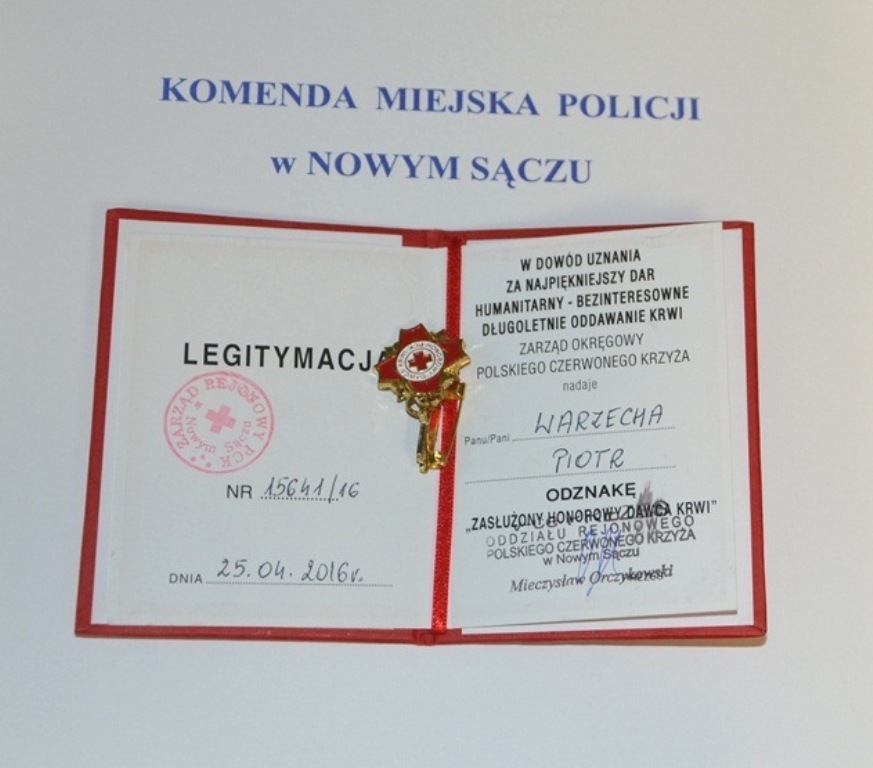 KOMENDA MIEJSKA POLICJI
w NOWYM SĄCZU
LEGITYMACJA
ZARZĄD REJONOWY PCK
w Nowym Sączu
NR 15641/16
DNIA 25.04.2016r.
W DOWÓD UZNANIA
ZA NAJPIĘKNIEJSZY DAR
HUMANITARNY - BEZINTERESOWNE
DŁUGOLETNIE ODDAWANIE KRWI
ZARZĄD OKRĘGOWY
POLSKIEGO CZERWONEGO KRZYŻA
nadaje
Panu/Pani WARZECHA
PIOTR
ODZNAKĘ
„ZASŁUŻONY HONOROWY DAWCA KRWI”
ODDZIAŁU REJONOWEGO
POLSKIEGO CZERWONEGO KRZYŻA
w Nowym Sączu
Mieczysław Orczykowski